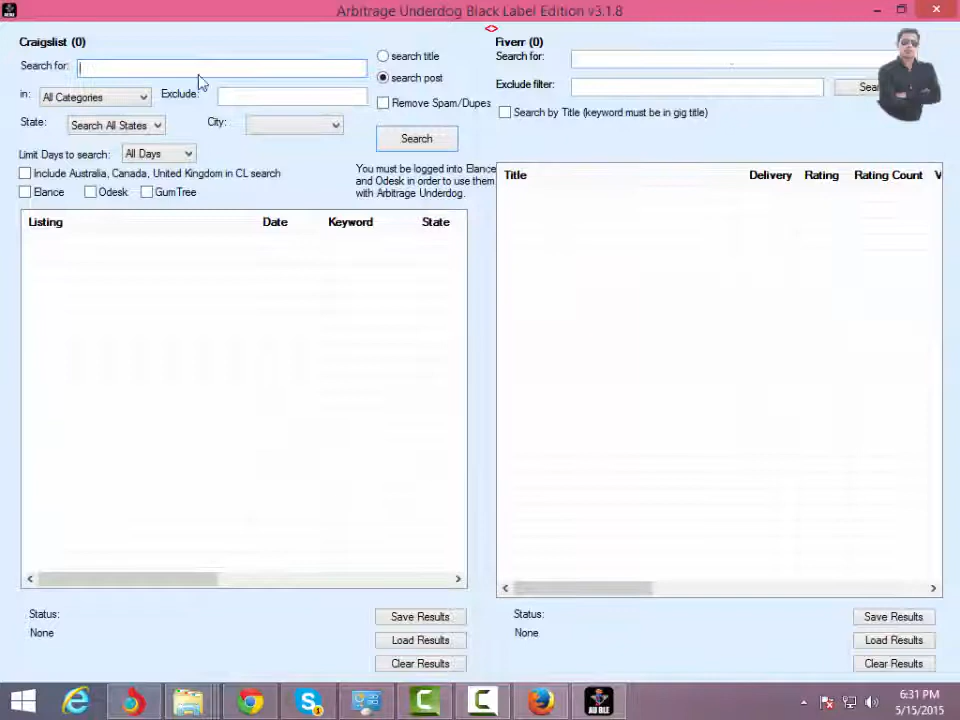 Arbitrage Underdog Black Label Edition v3.1.8
Craigslist (0)
Search for:
search title
search post
in:
All Categories
Exclude:
Remove Spam/Dupes
State:
Search All States
City:
Search
Limit Days to search:
All Days
Include Australia, Canada, United Kingdom in CL search
Elance
Odesk
GumTree
You must be logged into Elance
and Odesk in order to use them
with Arbitrage Underdog.
Listing Date Keyword State
Status:
None
Save Results
Load Results
Clear Results
<>
Fiverr (0)
Search for:
Exclude filter:
Sear
Search by Title (keyword must be in gig title)
Title Delivery Rating Rating Count V
Status:
None
Save Results
Load Results
Clear Results
AU BLE
6:31 PM
5/15/2015